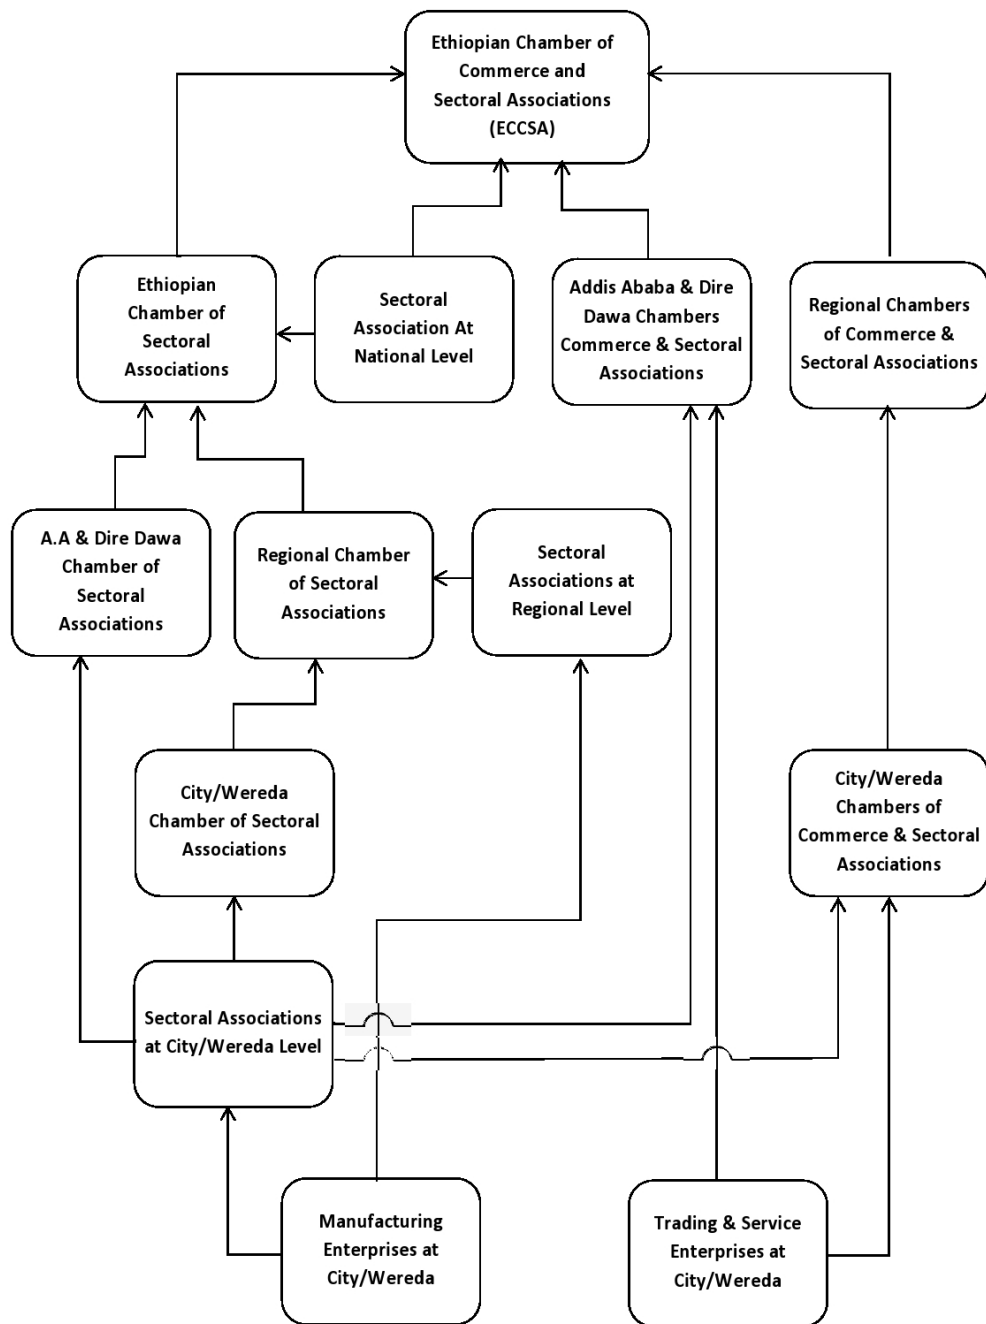 Ethiopian Chamber of
Commerce and
Sectoral Associations
(ECCSA)
Ethiopian
Chamber of
Sectoral
Associations
Sectoral
Association At
National Level
Addis Ababa & Dire
Dawa Chambers
Commerce & Sectoral
Associations
Regional Chambers
of Commerce &
Sectoral Associations
A.A & Dire Dawa
Chamber of
Sectoral
Associations
Regional Chamber
of Sectoral
Associations
Sectoral
Associations at
Regional Level
City/Wereda
Chamber of Sectoral
Associations
City/Wereda
Chambers of
Commerce & Sectoral
Associations
Sectoral Associations
at City/Wereda Level
Manufacturing
Enterprises at
City/Wereda
Trading & Service
Enterprises at
City/Wereda